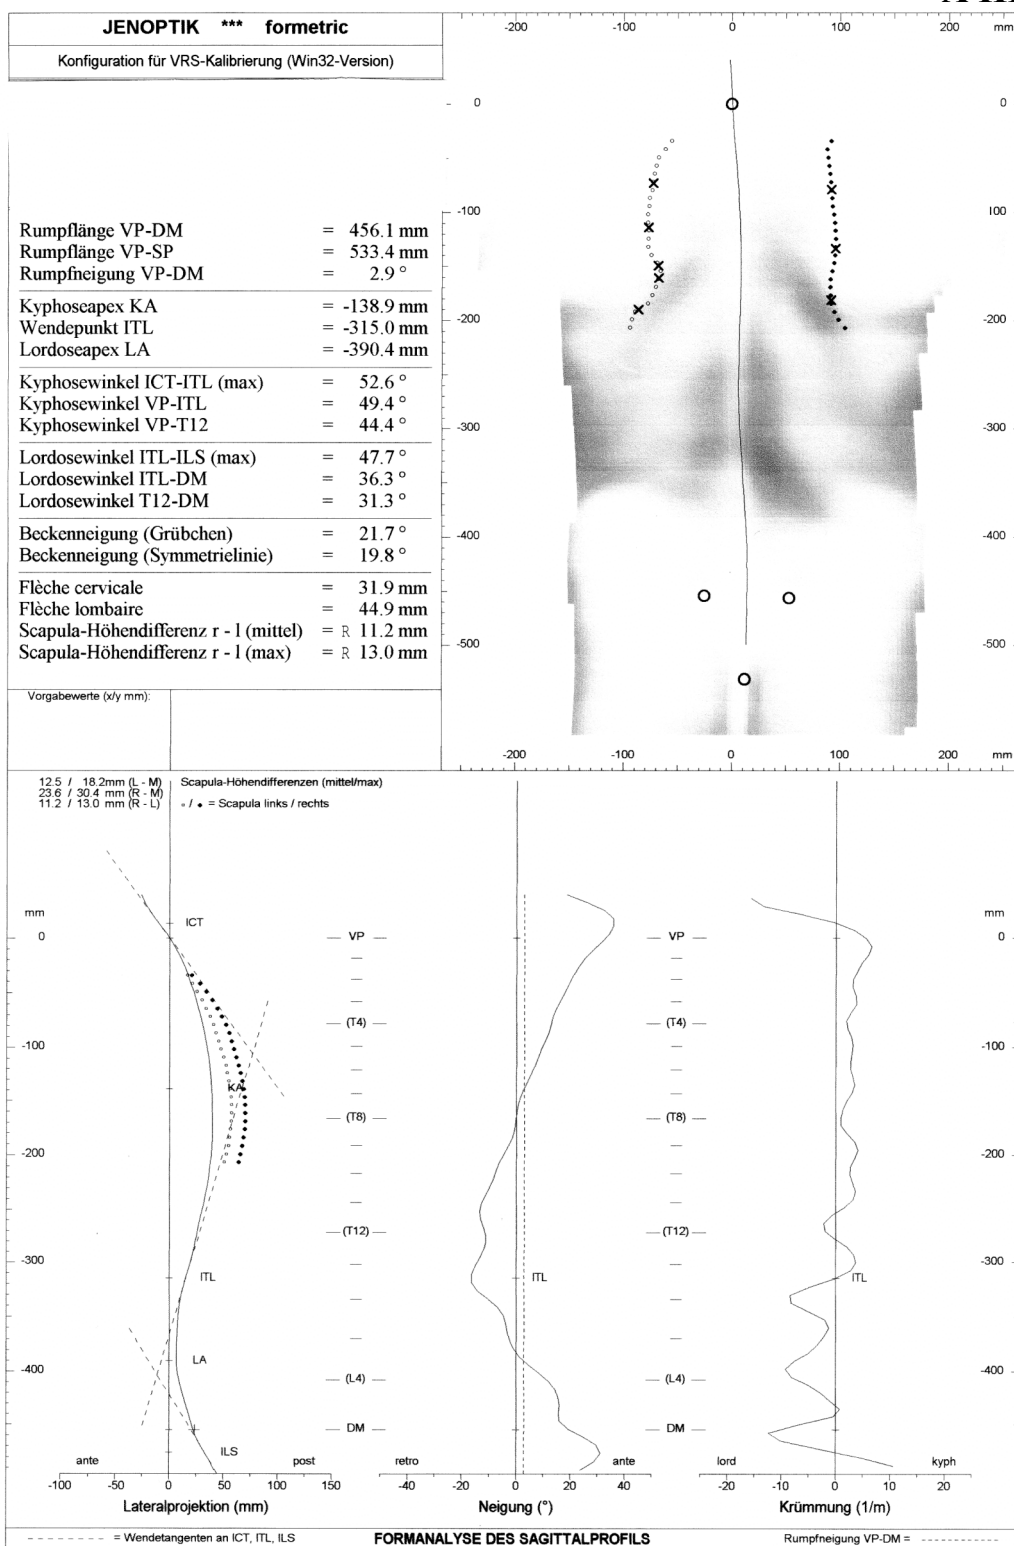 JENOPTIK *** formetric
Konfiguration für VRS-Kalibrierung (Win32-Version)
Rumpflänge VP-DM = 456.1 mm
Rumpflänge VP-SP = 533.4 mm
Rumpfneigung VP-DM = 2.9 °
Kyphoseapex KA = -138.9 mm
Wendepunkt ITL = -315.0 mm
Lordoseapex LA = -390.4 mm
Kyphosewinkel ICT-ITL (max) = 52.6 °
Kyphosewinkel VP-ITL = 49.4 °
Kyphosewinkel VP-T12 = 44.4 °
Lordosewinkel ITL-ILS (max) = 47.7 °
Lordosewinkel ITL-DM = 36.3 °
Lordosewinkel T12-DM = 31.3 °
Beckenneigung (Grübchen) = 21.7 °
Beckenneigung (Symmetrielinie) = 19.8 °
Flèche cervicale = 31.9 mm
Flèche lombaire = 44.9 mm
Scapula-Höhendifferenz r - l (mittel) = R 11.2 mm
Scapula-Höhendifferenz r - l (max) = R 13.0 mm
Vorgabewerte (x/y mm):
-200 -100 0 100 200 mm
0 0
-100 100
-200 -200
-300 -300
-400 -400
-500 -500
-200 -100 0 100 200 mm
12.5 / 18.2mm (L - M) Scapula-Höhendifferenzen (mittel/max)
23.6 / 30.4 mm (R - M)
11.2 / 13.0 mm (R - L) ▫ / ⬥ = Scapula links / rechts
mm ICT mm
0 VP VP 0
(T4) (T4)
-100 -100
KA
(T8) (T8)
-200 -200
(T12) (T12)
-300 ITL ITL ITL -300
LA
-400 (L4) (L4) -400
DM DM
ILS
ante post retro ante lord kyph
-100 -50 0 50 100 150 -40 -20 0 20 40 -20 -10 0 10 20
Lateralprojektion (mm) Neigung (°) Krümmung (1/m)
- - - - - - = Wendetangenten an ICT, ITL, ILS FORMANALYSE DES SAGITTALPROFILS Rumpfneigung VP-DM = - - - - - - - -